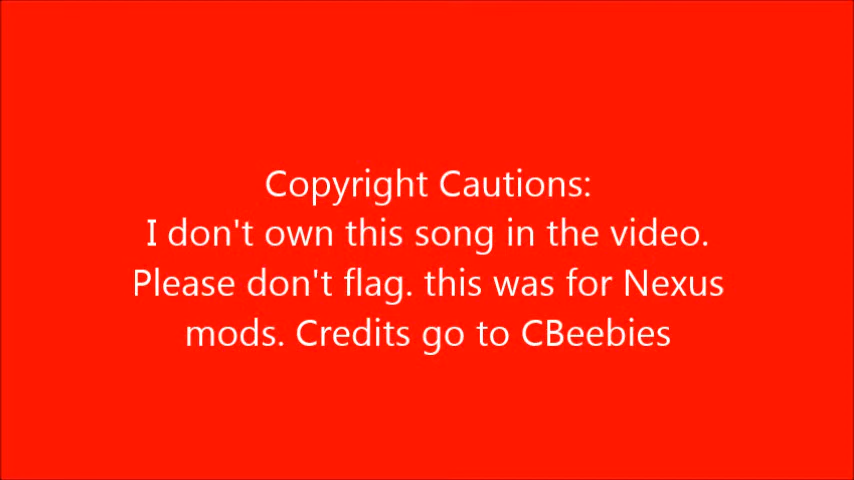 Copyright Cautions:
I don't own this song in the video.
Please don't flag. this was for Nexus
mods. Credits go to CBeebies